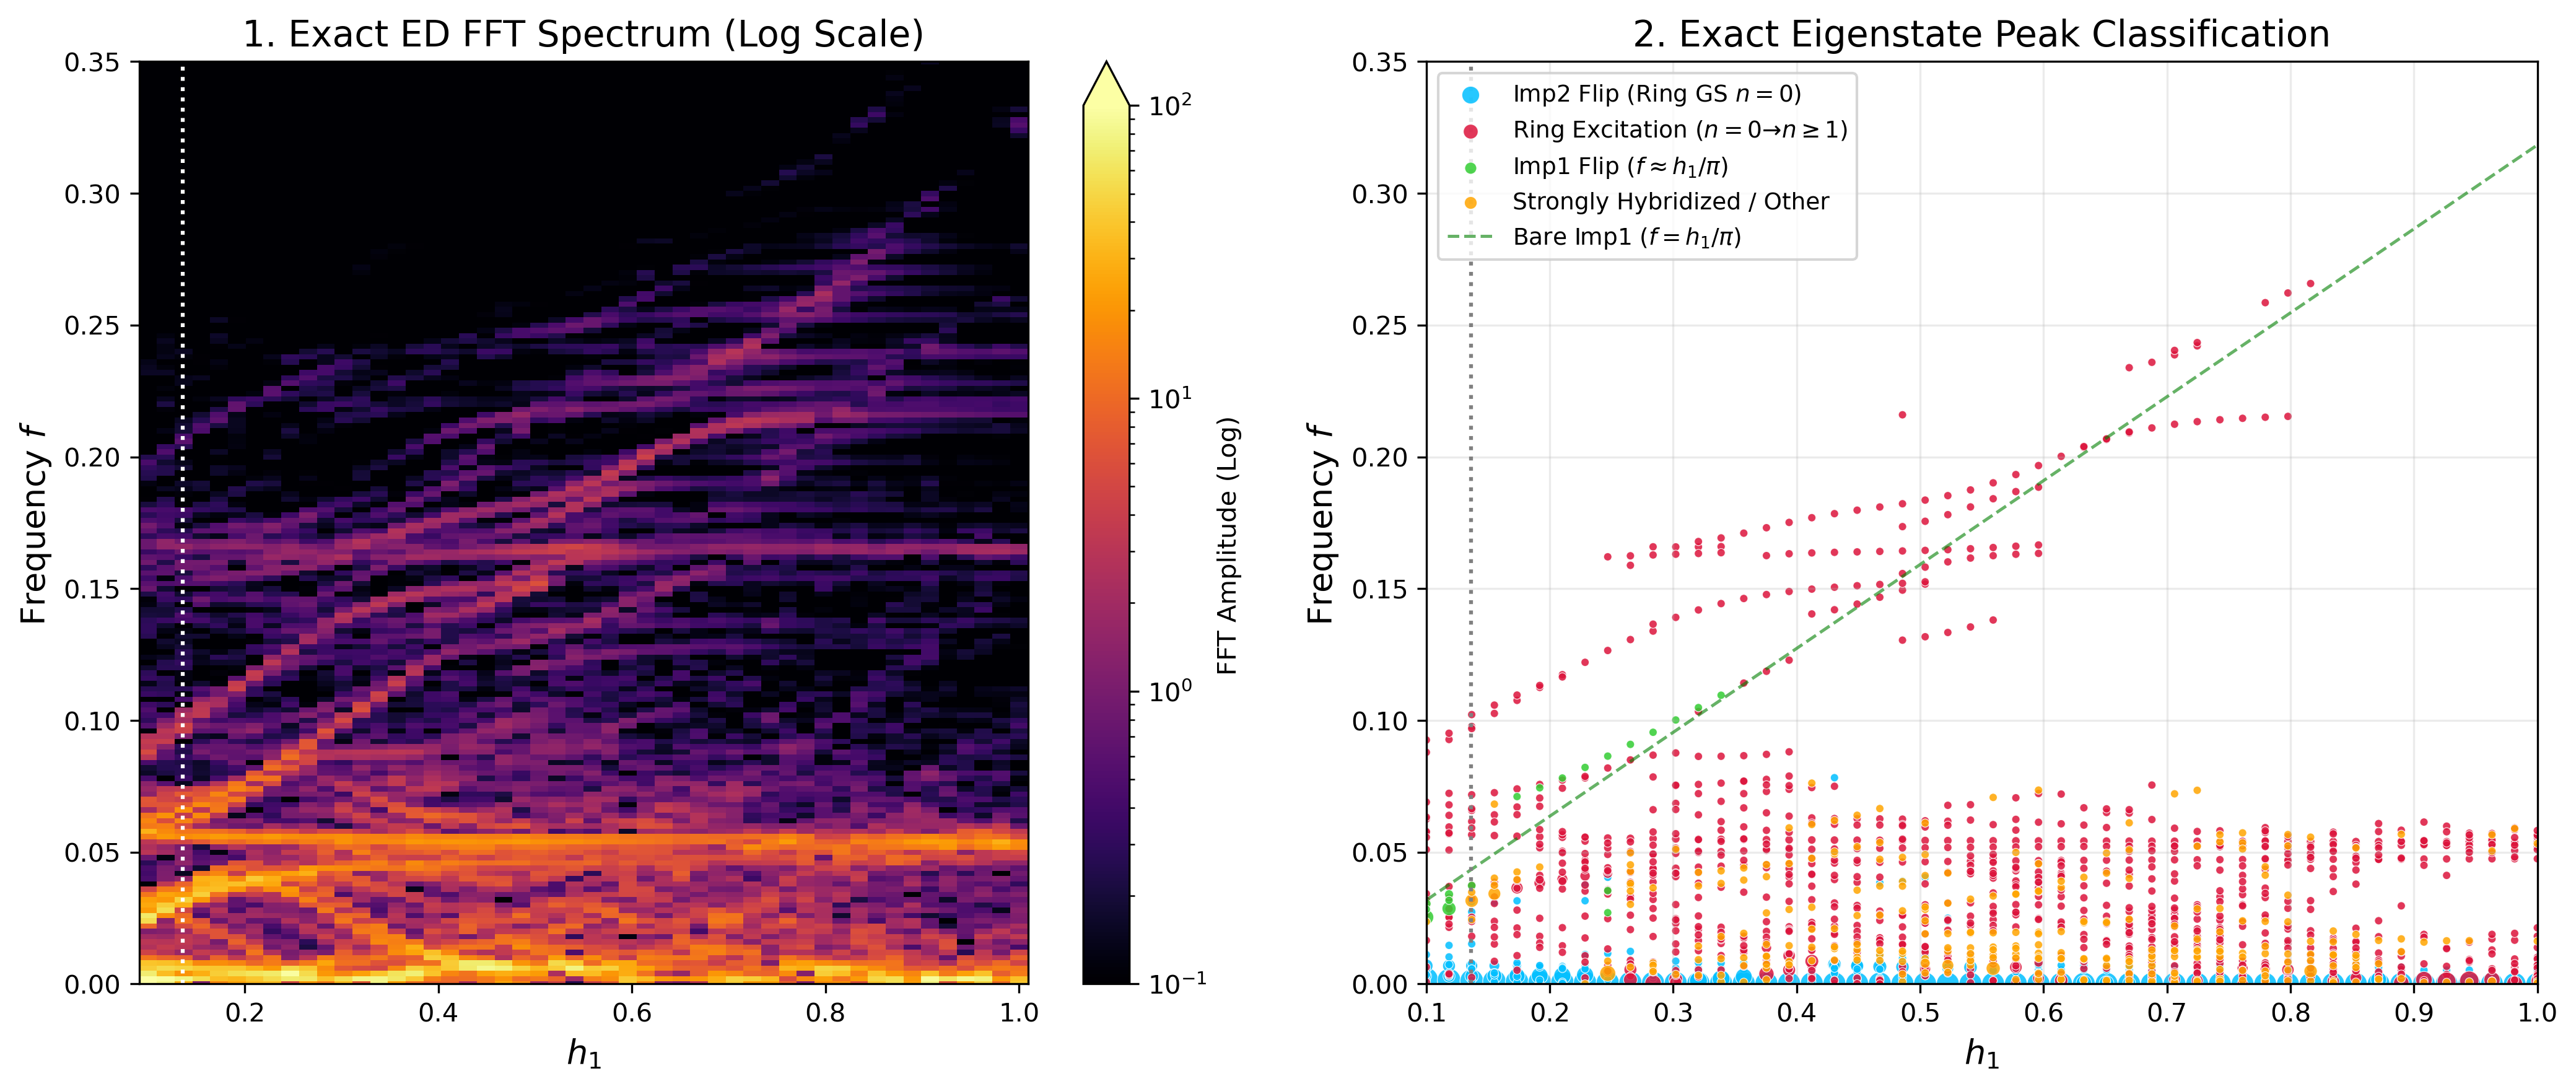 1. Exact ED FFT Spectrum (Log Scale)
Frequency f
0.35
0.30
0.25
0.20
0.15
0.10
0.05
0.00
0.2
0.4
0.6
0.8
1.0
h₁
10²
10¹
10⁰
10⁻¹
FFT Amplitude (Log)
2. Exact Eigenstate Peak Classification
Imp2 Flip (Ring GS n = 0)
Ring Excitation (n = 0→n ≥ 1)
Imp1 Flip (f ≈ h₁/π)
Strongly Hybridized / Other
Bare Imp1 (f = h₁/π)
Frequency f
0.35
0.30
0.25
0.20
0.15
0.10
0.05
0.00
0.1
0.2
0.3
0.4
0.5
0.6
0.7
0.8
0.9
1.0
h₁